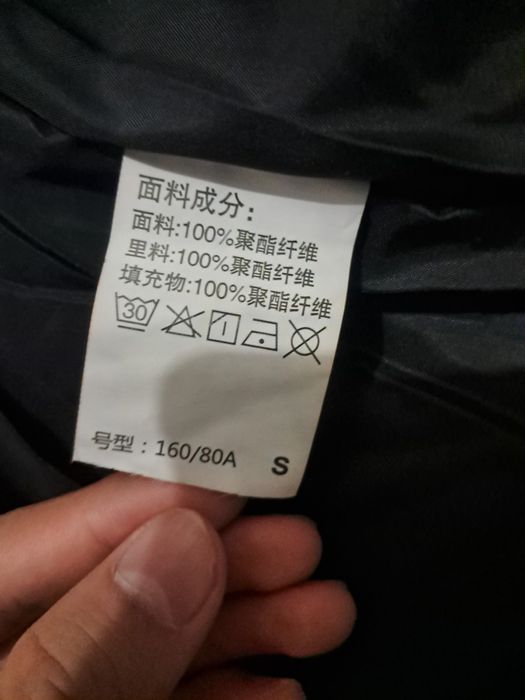 面料成分:
面料:100%聚酯纤维
里料:100%聚酯纤维
填充物:100%聚酯纤维
30
号型：160/80A S